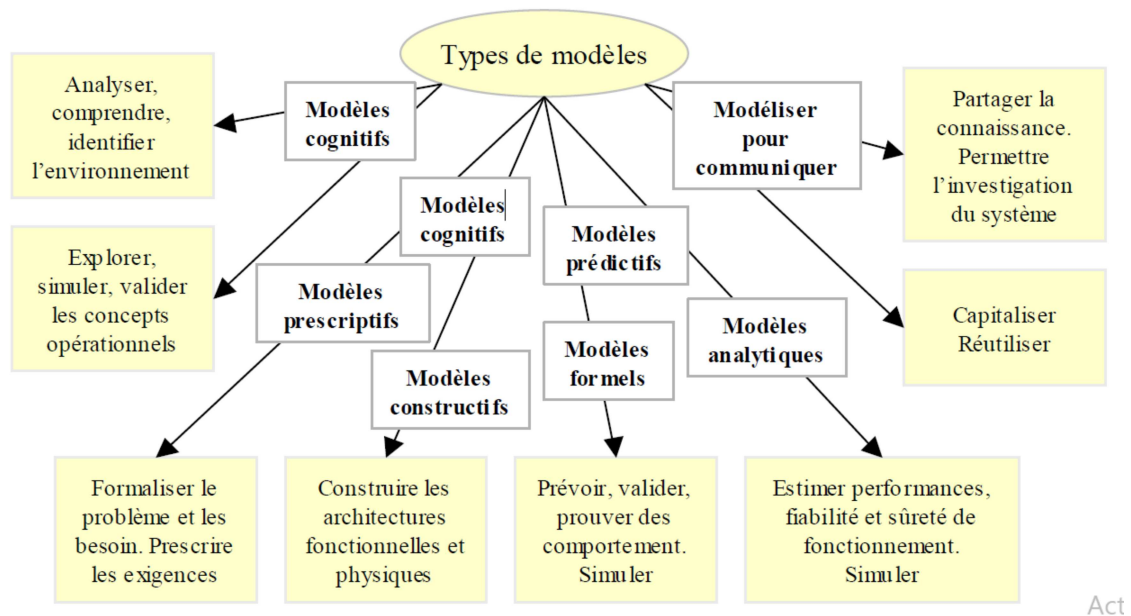 Types de modèles
Analyser,
comprendre,
identifier
l’environnement
Modèles
cognitifs
Modéliser
pour
communiquer
Partager la
connaissance.
Permettre
l’investigation
du système
Modèles
cognitifs
Modèles
prédictifs
Explorer,
simuler, valider
les concepts
opérationnels
Modèles
prescriptifs
Modèles
analytiques
Capitaliser
Réutiliser
Modèles
constructifs
Modèles
formels
Formaliser le
problème et les
besoin. Prescrire
les exigences
Construire les
architectures
fonctionnelles et
physiques
Prévoir, valider,
prouver des
comportement.
Simuler
Estimer performances,
fiabilité et sûreté de
fonctionnement.
Simuler
Act